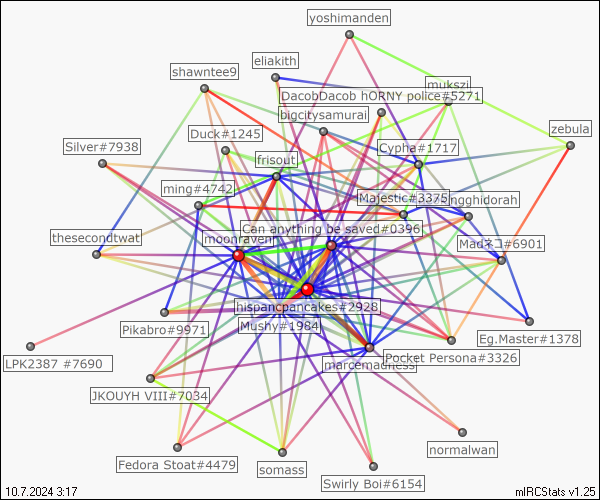 yoshimanden
eliakith
shawntee9
mukszi
DacobDacob hORNY police#5271
bigcitysamurai
zebula
Duck#1245
Silver#7938
Cypha#1717
frisout
ming#4742
Majestic#3375
ngghidorah
Can anything be saved#0396
thesecondtwat
moonraven
Madネコ#6901
hispancpancakes#2928
Mushy#1984
Pikabro#9971
Eg.Master#1378
Pocket Persona#3326
LPK2387 #7690
marcemadness
JKOUYH VIII#7034
normalwan
Fedora Stoat#4479
somass
Swirly Boi#6154
10.7.2024 3:17
mIRCStats v1.25